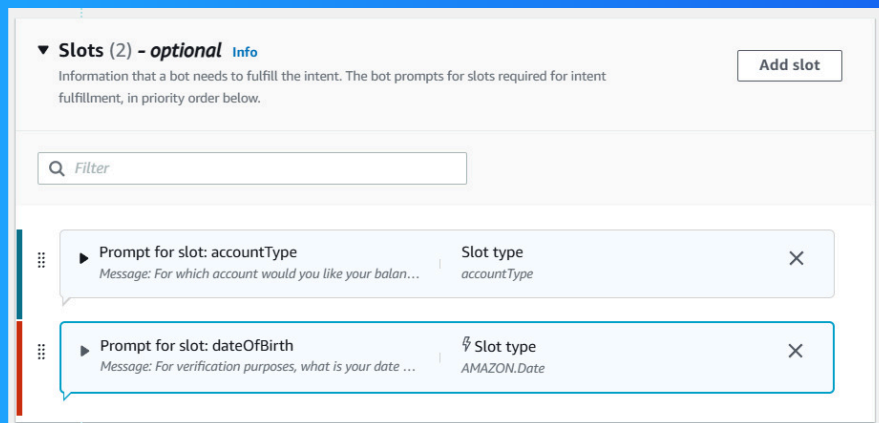 Slots (2) - optional Info
Add slot
Information that a bot needs to fulfill the intent. The bot prompts for slots required for intent
fulfillment, in priority order below.
Filter
Prompt for slot: accountType
Message: For which account would you like your balan...
Slot type
accountType
Prompt for slot: dateOfBirth
Message: For verification purposes, what is your date ...
Slot type
AMAZON.Date